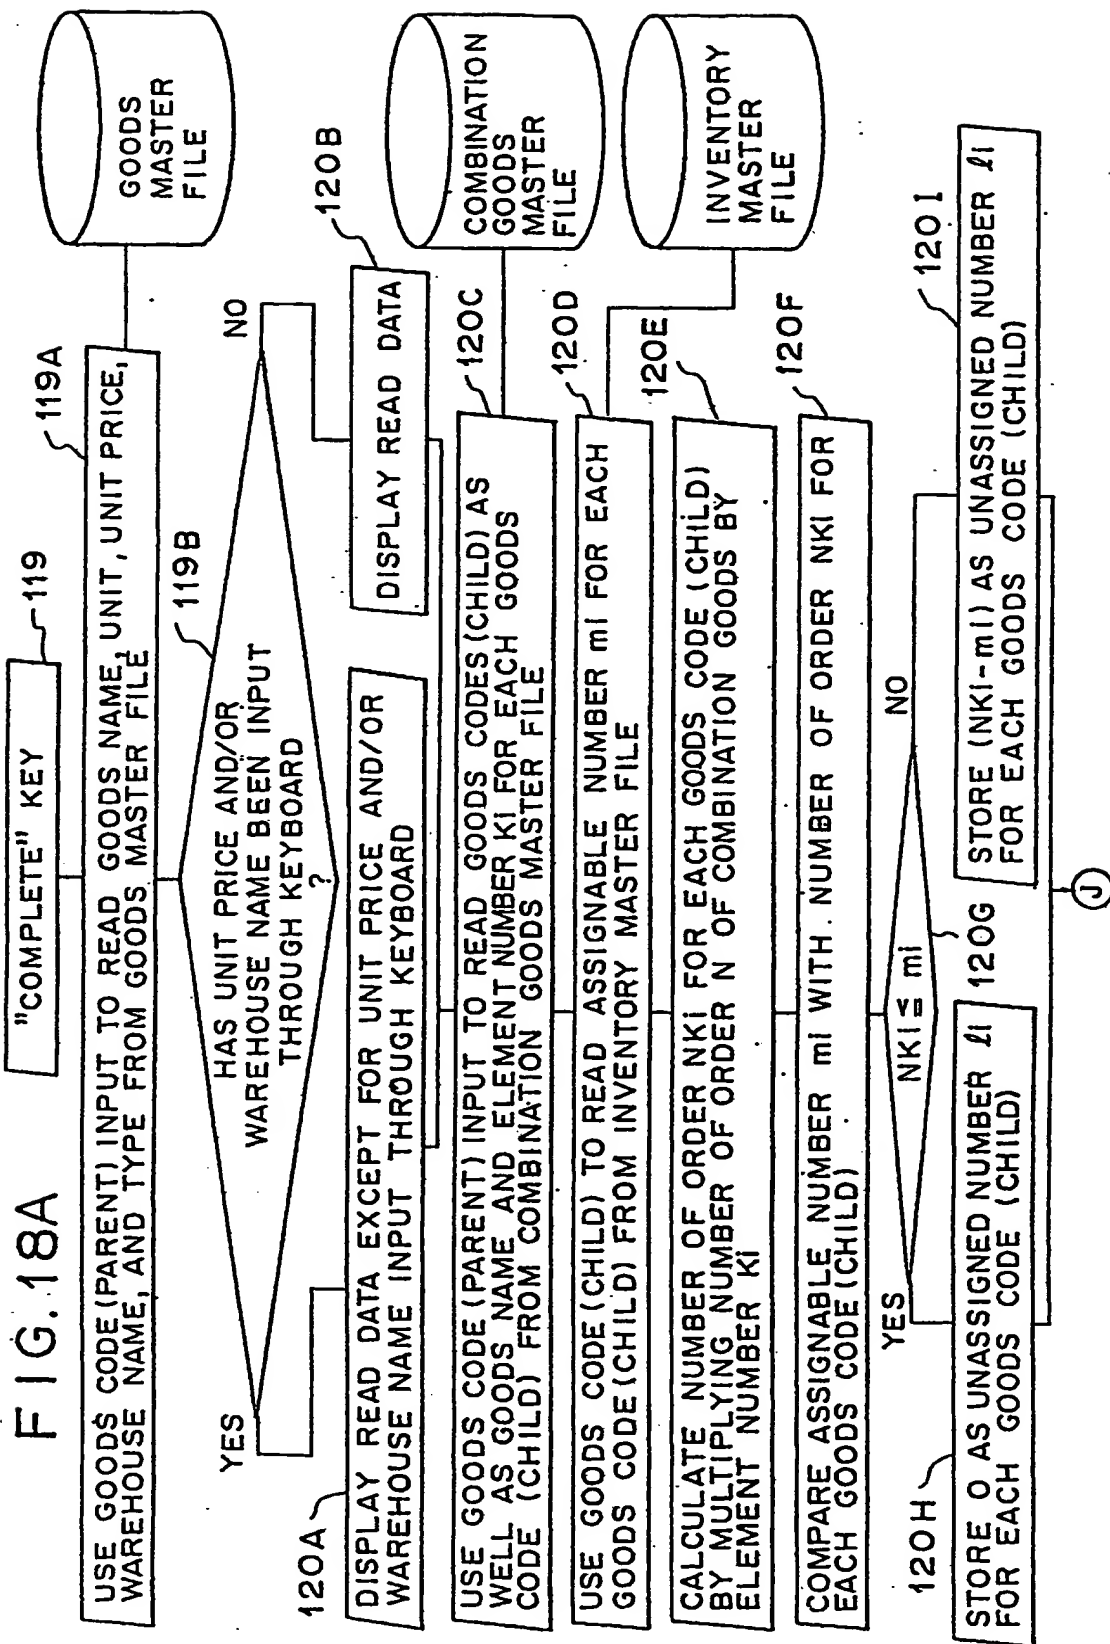 FIG.18A
"COMPLETE" KEY
119
USE GOODS CODE (PARENT) INPUT TO READ GOODS NAME, UNIT, UNIT PRICE,
WAREHOUSE NAME, AND TYPE FROM GOODS MASTER FILE
119A
GOODS
MASTER
FILE
HAS UNIT PRICE AND/OR
WAREHOUSE NAME BEEN INPUT
THROUGH KEYBOARD
?
119B
YES
NO
120A
DISPLAY READ DATA EXCEPT FOR UNIT PRICE AND/OR
WAREHOUSE NAME INPUT THROUGH KEYBOARD
DISPLAY READ DATA
120B
USE GOODS CODE (PARENT) INPUT TO READ GOODS CODES (CHILD) AS
WELL AS GOODS NAME AND ELEMENT NUMBER KI FOR EACH GOODS
CODE (CHILD) FROM COMBINATION GOODS MASTER FILE
120C
COMBINATION
GOODS
MASTER
FILE
USE GOODS CODE (CHILD) TO READ ASSIGNABLE NUMBER mi FOR EACH
GOODS CODE (CHILD) FROM INVENTORY MASTER FILE
120D
INVENTORY
MASTER
FILE
CALCULATE NUMBER OF ORDER NKI FOR EACH GOODS CODE (CHILD)
BY MULTIPLYING NUMBER OF ORDER N OF COMBINATION GOODS BY
ELEMENT NUMBER Ki
120E
COMPARE ASSIGNABLE NUMBER mi WITH NUMBER OF ORDER NKI FOR
EACH GOODS CODE (CHILD)
120F
NKI ≦ mi
120G
YES
NO
120H
STORE 0 AS UNASSIGNED NUMBER ℓi
FOR EACH GOODS CODE (CHILD)
STORE (NKI-mi) AS UNASSIGNED NUMBER ℓi
FOR EACH GOODS CODE (CHILD)
120I
J